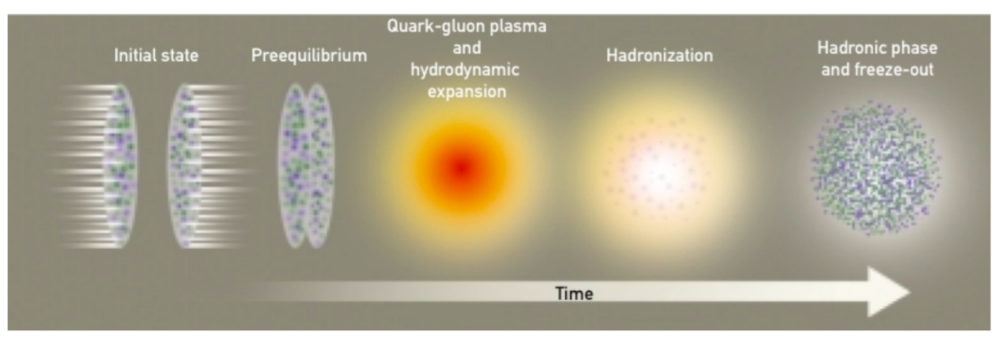 Initial state
Preequilibrium
Quark-gluon plasma
and
hydrodynamic
expansion
Hadronization
Hadronic phase
and freeze-out
Time